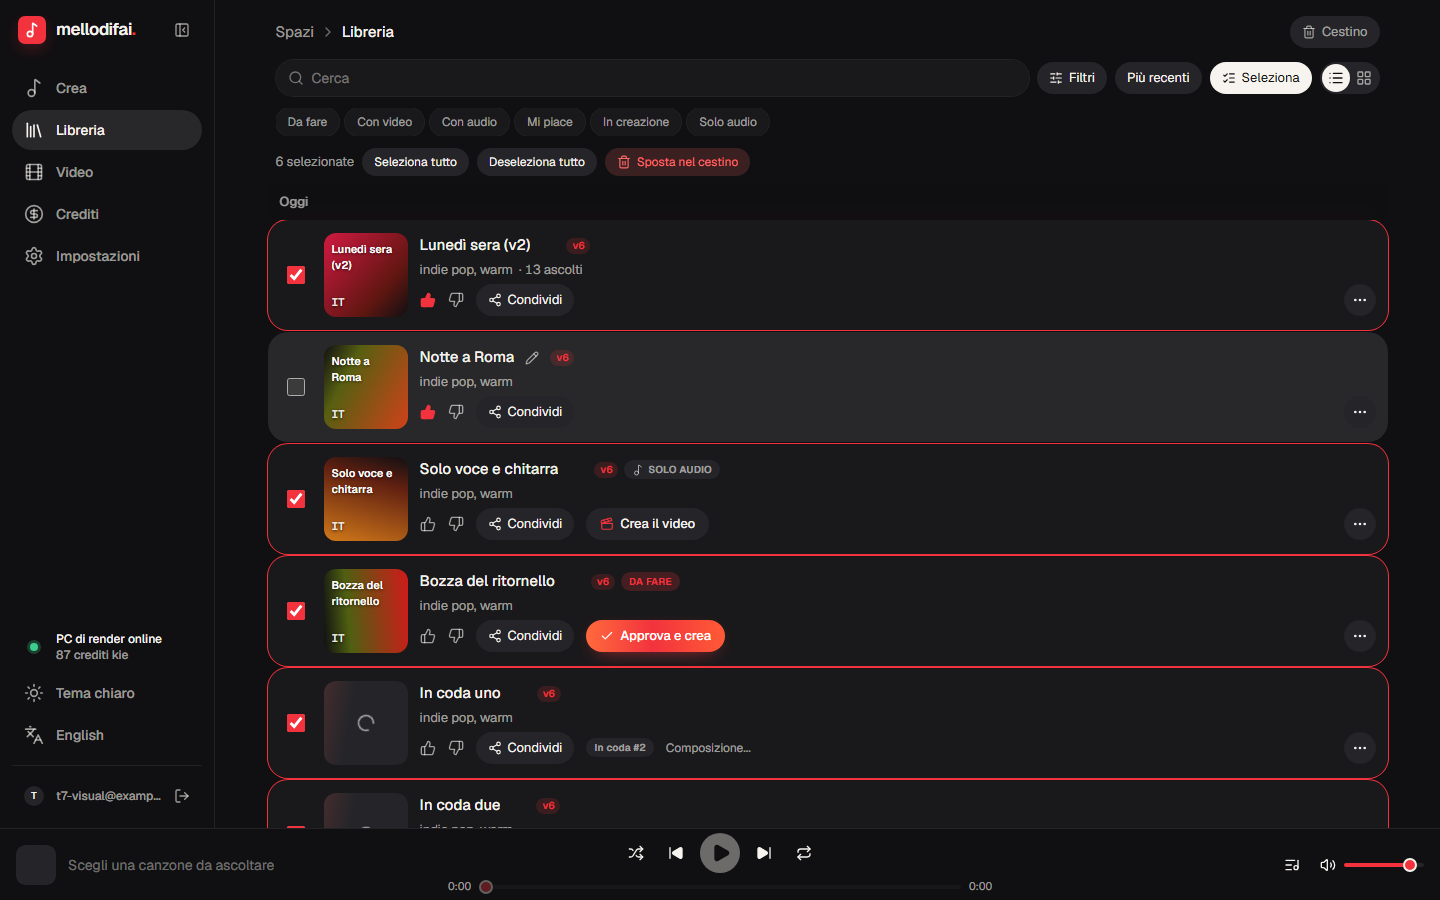 mellodifai.
Crea
Libreria
Video
Crediti
Impostazioni
PC di render online
87 crediti kie
Tema chiaro
English
T
t7-visual@examp...
Spazi > Libreria
Cestino
Cerca
Filtri
Più recenti
Seleziona
Da fare
Con video
Con audio
Mi piace
In creazione
Solo audio
6 selezionate
Seleziona tutto
Deseleziona tutto
Sposta nel cestino
Oggi
Lunedì sera
(v2)
IT
Lunedì sera (v2)
v6
indie pop, warm · 13 ascolti
Condividi
Notte a
Roma
IT
Notte a Roma
v6
indie pop, warm
Condividi
Solo voce e
chitarra
IT
Solo voce e chitarra
v6
SOLO AUDIO
indie pop, warm
Condividi
Crea il video
Bozza del
ritornello
IT
Bozza del ritornello
v6
DA FARE
indie pop, warm
Condividi
Approva e crea
In coda uno
v6
indie pop, warm
Condividi
In coda #2
Composizione...
In coda due
v6
indie pop, warm
Scegli una canzone da ascoltare
0:00
0:00